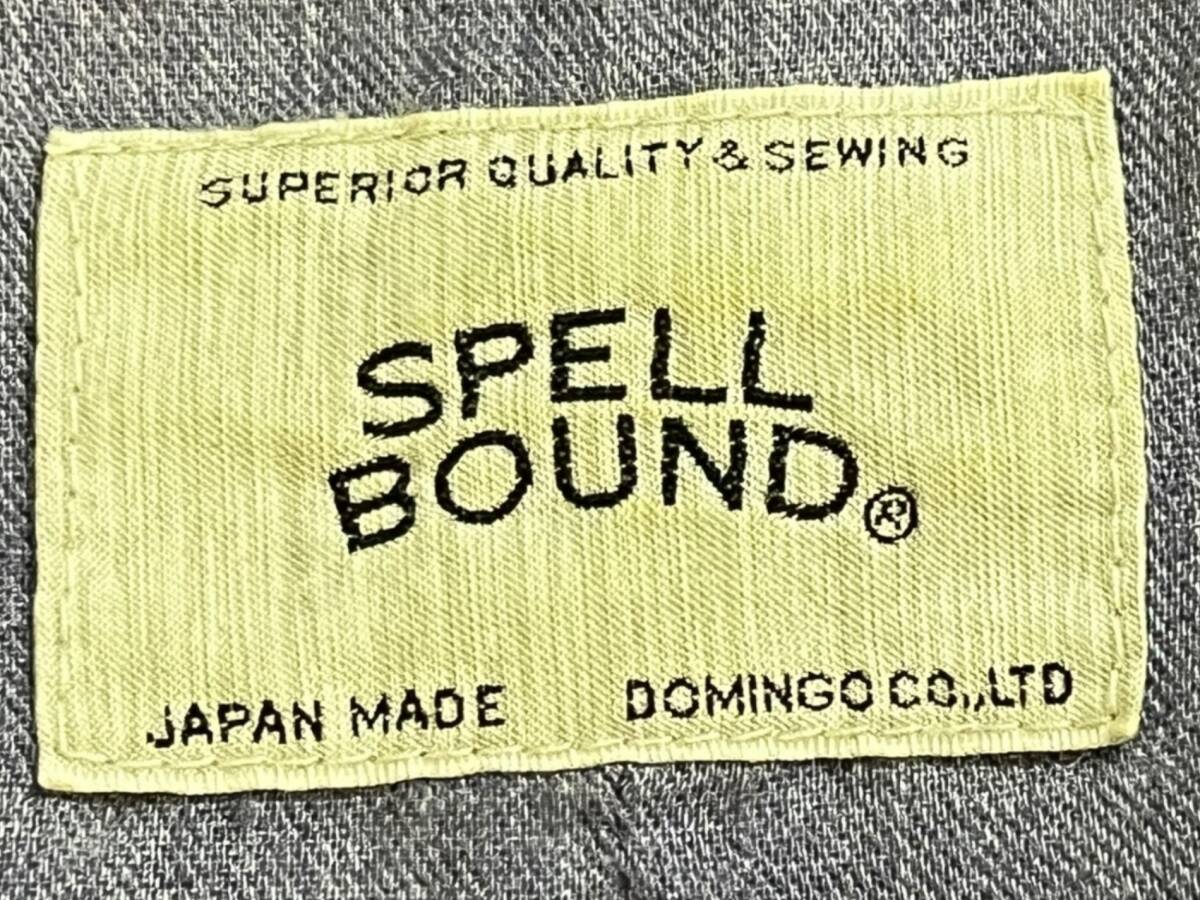 SUPERIOR QUALITY & SEWING
SPELL
BOUND®
JAPAN MADE DOMINGO CO.,LTD